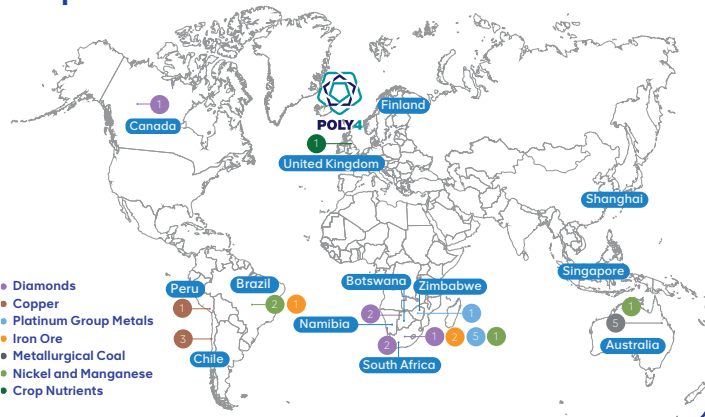 POLY4
Finland
1
Canada
1
United Kingdom
Shanghai
Singapore
Botswana
Zimbabwe
Peru
Brazil
Diamonds
Copper
Platinum Group Metals
Iron Ore
Metallurgical Coal
Nickel and Manganese
Crop Nutrients
1
2
1
3
Chile
2
1
Namibia
2
1
2
5
1
South Africa
1
5
Australia